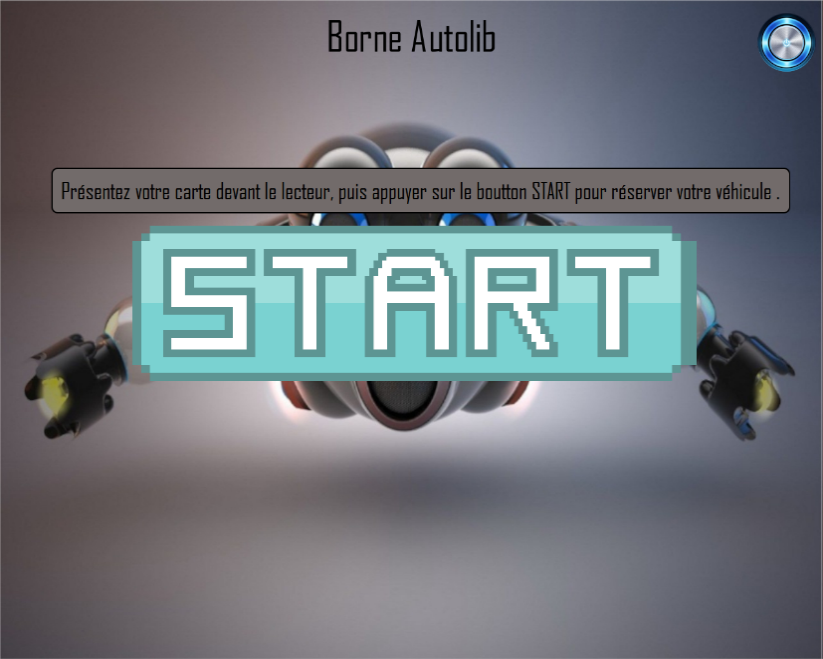 Borne Autolib
Présentez votre carte devant le lecteur, puis appuyer sur le boutton START pour réserver votre véhicule .
START